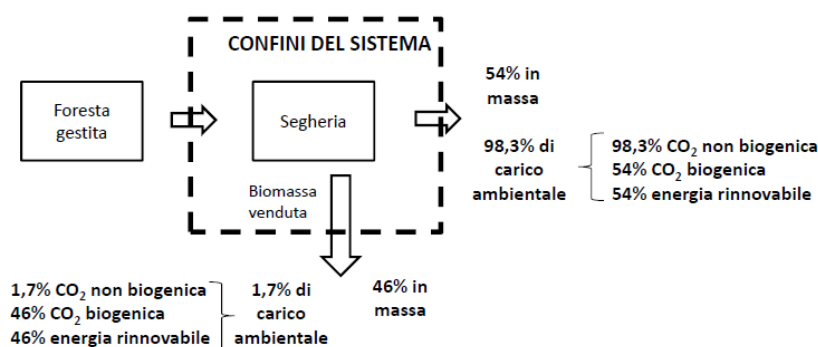 CONFINI DEL SISTEMA
Foresta
gestita
Segheria
54% in
massa
98,3% di
carico
ambientale
98,3% CO₂ non biogenica
54% CO₂ biogenica
54% energia rinnovabile
Biomassa
venduta
1,7% CO₂ non biogenica
46% CO₂ biogenica
46% energia rinnovabile
1,7% di
carico
ambientale
46% in
massa